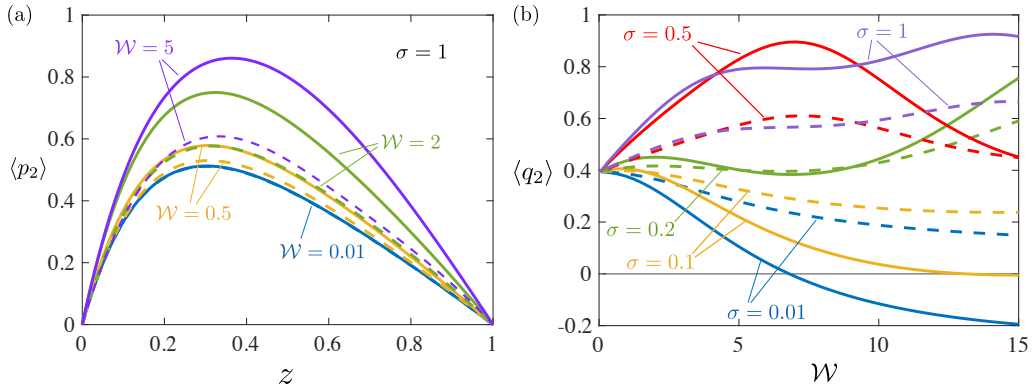 (a)
1
0.8
0.6
0.4
0.2
0
⟨p₂⟩
𝒲 = 5
σ = 1
𝒲 = 2
𝒲 = 0.5
𝒲 = 0.01
0 0.2 0.4 0.6 0.8 1
z
(b)
1
0.8
0.6
0.4
0.2
0
-0.2
⟨q₂⟩
σ = 0.5
σ = 1
σ = 0.2
σ = 0.1
σ = 0.01
0 5 10 15
𝒲